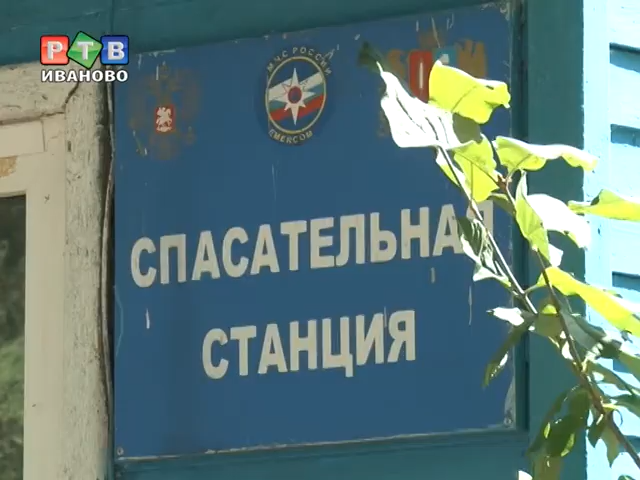 РТВ
ИВАНОВО
МЧС РОССИИ
EMERCOM
СПАСАТЕЛЬНАЯ
СТАНЦИЯ